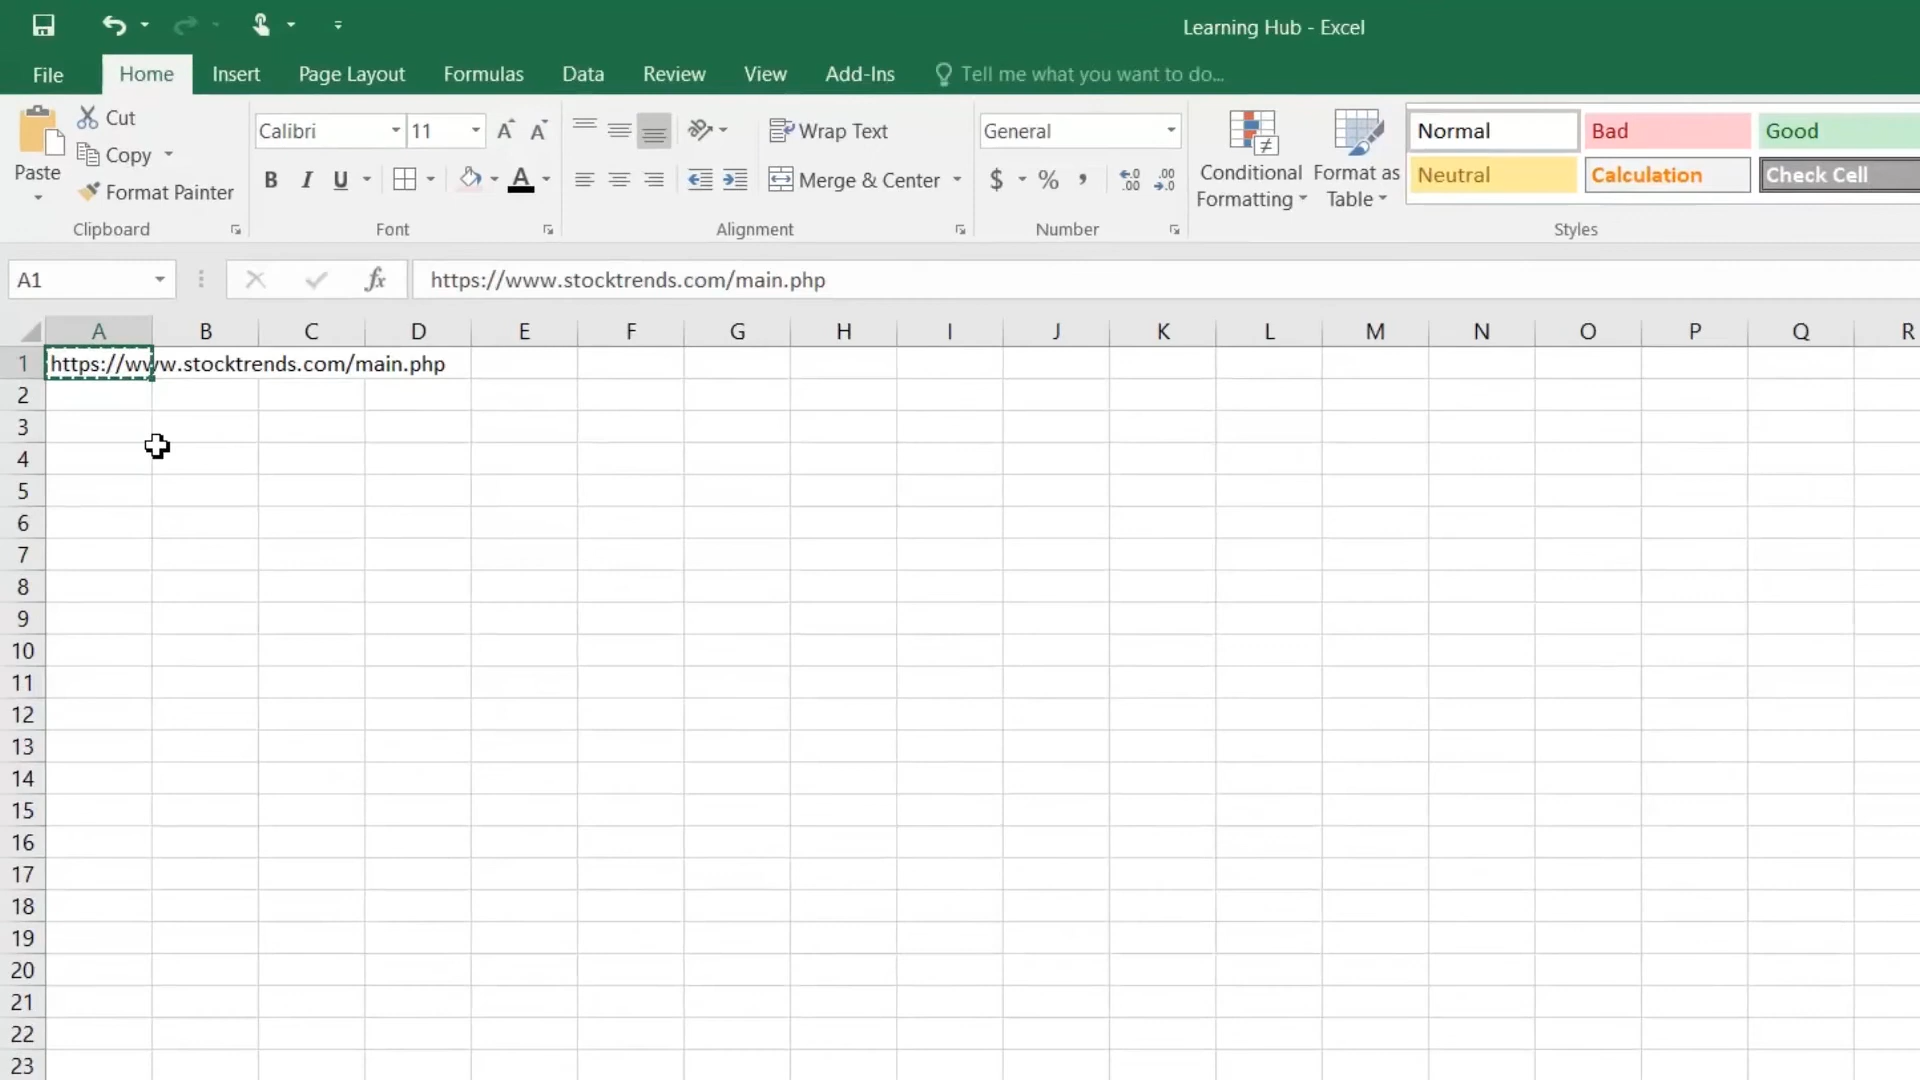 Learning Hub - Excel
File Home Insert Page Layout Formulas Data Review View Add-Ins Tell me what you want to do...
Paste
Cut
Copy
Format Painter
Clipboard
Calibri 11 A A
B I U A
Font
Wrap Text
Merge & Center
Alignment
General
$ % , .00 .00
Number
Conditional Formatting
Format as Table
Normal Bad Good
Neutral Calculation Check Cell
Styles
A1 fx https://www.stocktrends.com/main.php
A B C D E F G H I J K L M N O P Q R
1 https://www.stocktrends.com/main.php
2
3
4
5
6
7
8
9
10
11
12
13
14
15
16
17
18
19
20
21
22
23